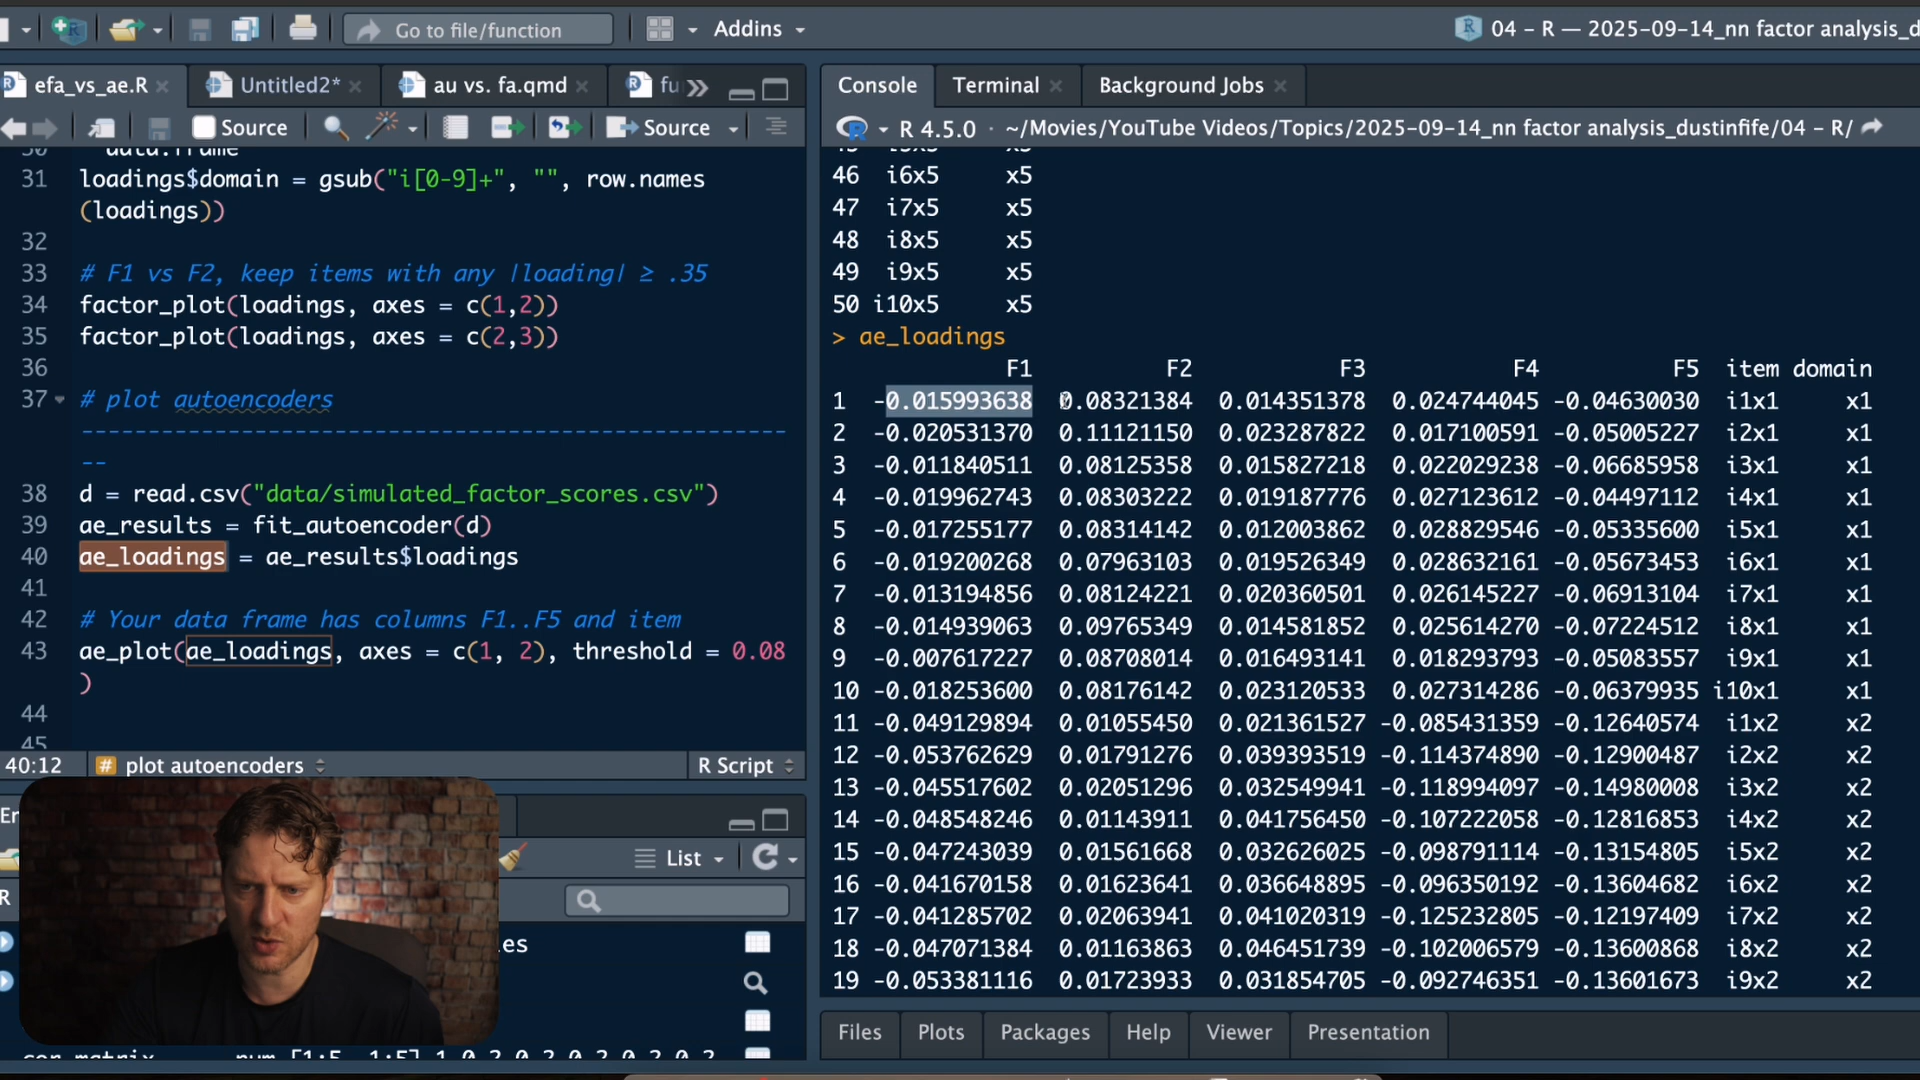 Go to file/function
Addins
04 - R — 2025-09-14_nn factor analysis_d
efa_vs_ae.R
Untitled2*
au vs. fa.qmd
fu
Source
Source
data.frame
31 loadings$domain = gsub("i[0-9]+", "", row.names
(loadings))
32
33 # F1 vs F2, keep items with any |loading| ≥ .35
34 factor_plot(loadings, axes = c(1,2))
35 factor_plot(loadings, axes = c(2,3))
36
37 # plot autoencoders
-----------------------------------------------------
--
38 d = read.csv("data/simulated_factor_scores.csv")
39 ae_results = fit_autoencoder(d)
40 ae_loadings = ae_results$loadings
41
42 # Your data frame has columns F1..F5 and item
43 ae_plot(ae_loadings, axes = c(1, 2), threshold = 0.08
)
44
45
40:12 # plot autoencoders R Script
List
R
Console Terminal Background Jobs
R 4.5.0 · ~/Movies/YouTube Videos/Topics/2025-09-14_nn factor analysis_dustinfife/04 - R/
46 i6x5 x5
47 i7x5 x5
48 i8x5 x5
49 i9x5 x5
50 i10x5 x5
> ae_loadings
F1 F2 F3 F4 F5 item domain
1 -0.015993638 0.08321384 0.014351378 0.024744045 -0.04630030 i1x1 x1
2 -0.020531370 0.11121150 0.023287822 0.017100591 -0.05005227 i2x1 x1
3 -0.011840511 0.08125358 0.015827218 0.022029238 -0.06685958 i3x1 x1
4 -0.019962743 0.08303222 0.019187776 0.027123612 -0.04497112 i4x1 x1
5 -0.017255177 0.08314142 0.012003862 0.028829546 -0.05335600 i5x1 x1
6 -0.019200268 0.07963103 0.019526349 0.028632161 -0.05673453 i6x1 x1
7 -0.013194856 0.08124221 0.020360501 0.026145227 -0.06913104 i7x1 x1
8 -0.014939063 0.09765349 0.014581852 0.025614270 -0.07224512 i8x1 x1
9 -0.007617227 0.08708014 0.016493141 0.018293793 -0.05083557 i9x1 x1
10 -0.018253600 0.08176142 0.023120533 0.027314286 -0.06379935 i10x1 x1
11 -0.049129894 0.01055450 0.021361527 -0.085431359 -0.12640574 i1x2 x2
12 -0.053762629 0.01791276 0.039393519 -0.114374890 -0.12900487 i2x2 x2
13 -0.045517602 0.02051296 0.032549941 -0.118994097 -0.14980008 i3x2 x2
14 -0.048548246 0.01143911 0.041756450 -0.107222058 -0.12816853 i4x2 x2
15 -0.047243039 0.01561668 0.032626025 -0.098791114 -0.13154805 i5x2 x2
16 -0.041670158 0.01623641 0.036648895 -0.096350192 -0.13604682 i6x2 x2
17 -0.041285702 0.02063941 0.041020319 -0.125232805 -0.12197409 i7x2 x2
18 -0.047071384 0.01163863 0.046451739 -0.102006579 -0.13600868 i8x2 x2
19 -0.053381116 0.01723933 0.031854705 -0.092746351 -0.13601673 i9x2 x2
Files Plots Packages Help Viewer Presentation